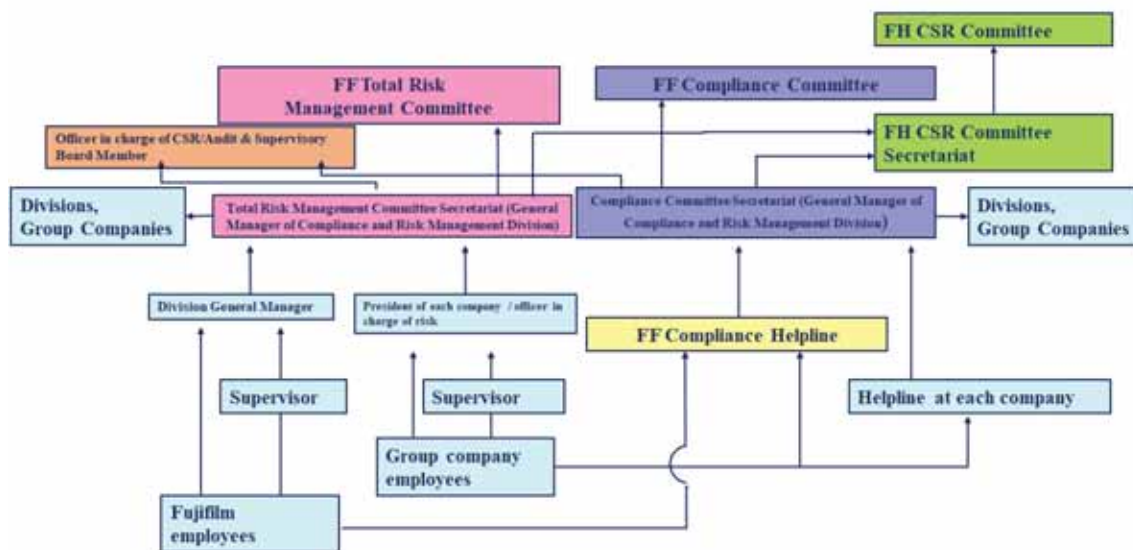 FH CSR Committee
FF Total Risk
Management Committee
FF Compliance Committee
Officer in charge of CSR/Audit & Supervisory
Board Member
FH CSR Committee
Secretariat
Divisions,
Group Companies
Total Risk Management Committee Secretariat (General
Manager of Compliance and Risk Management Division)
Compliance Committee Secretariat (General Manager of
Compliance and Risk Management Division)
Divisions,
Group Companies
Division General Manager
President of each company / officer in
charge of risk
FF Compliance Helpline
Supervisor
Supervisor
Helpline at each company
Group company
employees
Fujifilm
employees